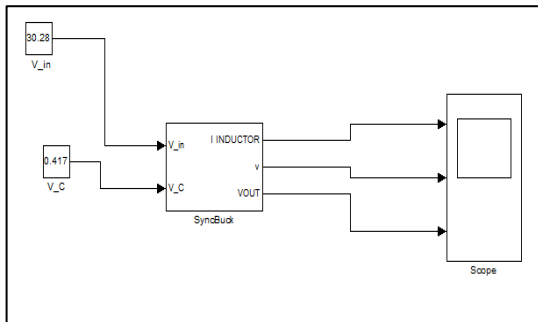 30.28
V_in
0.417
V_C
V_in
V_C
I INDUCTOR
v
VOUT
SyncBuck
Scope